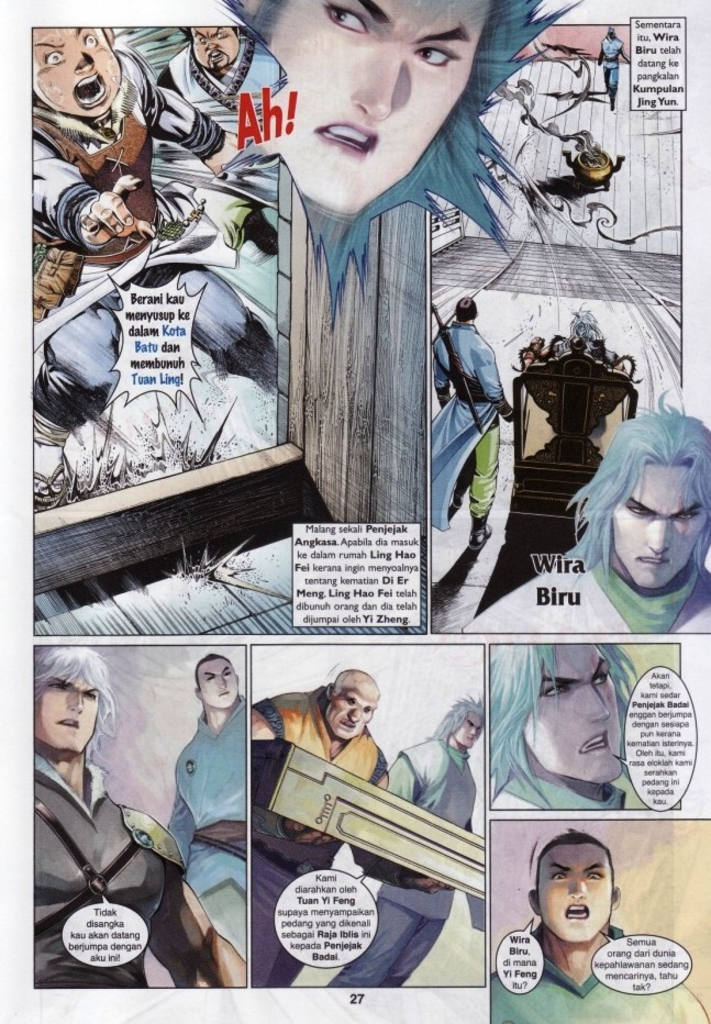 Ah!
Berani kau
menyusup ke
dalam Kota
Batu dan
membunuh
Tuan Ling!
Malang sekali Penjejak
Angkasa. Apabila dia masuk
ke dalam rumah Ling Hao
Fei kerana ingin menyoalnya
tentang kematian Di Er
Meng. Ling Hao Fei telah
dibunuh orang dan dia telah
dijumpai oleh Yi Zheng.
Sementara
itu, Wira
Biru telah
datang ke
pangkalan
Kumpulan
Jing Yun.
Wira
Biru
Tidak
disangka
kau akan datang
berjumpa dengan
aku ini!
Kami
diarahkan oleh
Tuan Yi Feng
supaya menyampaikan
pedang yang dikenali
sebagai Raja Iblis ini
kepada Penjejak
Badai.
Akan
tetapi,
kami sedar
Penjejak Badai
enggan berjumpa
dengan sesiapa
pun kerana
kematian isterinya.
Oleh itu, kami
rasa eloklah kami
serahkan
pedang ini
kepada
kau.
Wira
Biru,
di mana
Yi Feng
itu?
Semua
orang dari dunia
kepahlawanan sedang
mencarinya, tahu
tak?
27